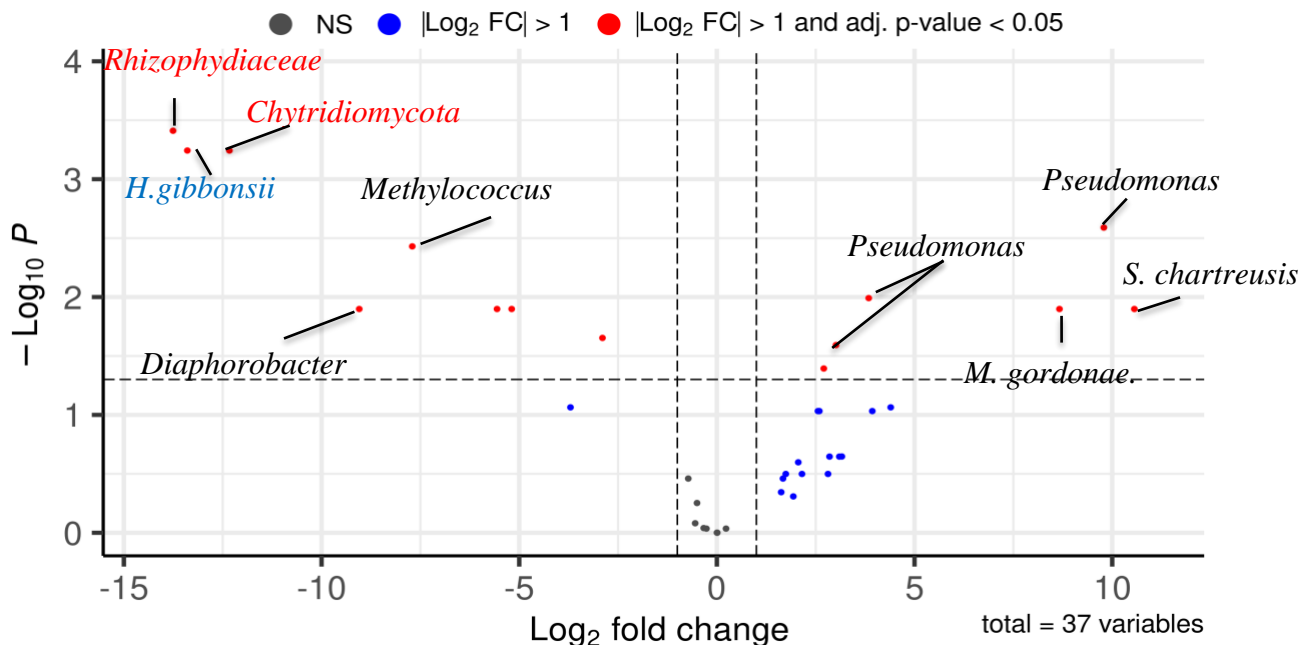 NS |Log₂ FC| > 1 |Log₂ FC| > 1 and adj. p-value < 0.05
Rhizophydiaceae
Chytridiomycota
H.gibbonsii
Methylococcus
Diaphorobacter
Pseudomonas
Pseudomonas
S. chartreusis
M. gordonae.
− Log₁₀ P
4
3
2
1
0
-15 -10 -5 0 5 10
Log₂ fold change
total = 37 variables